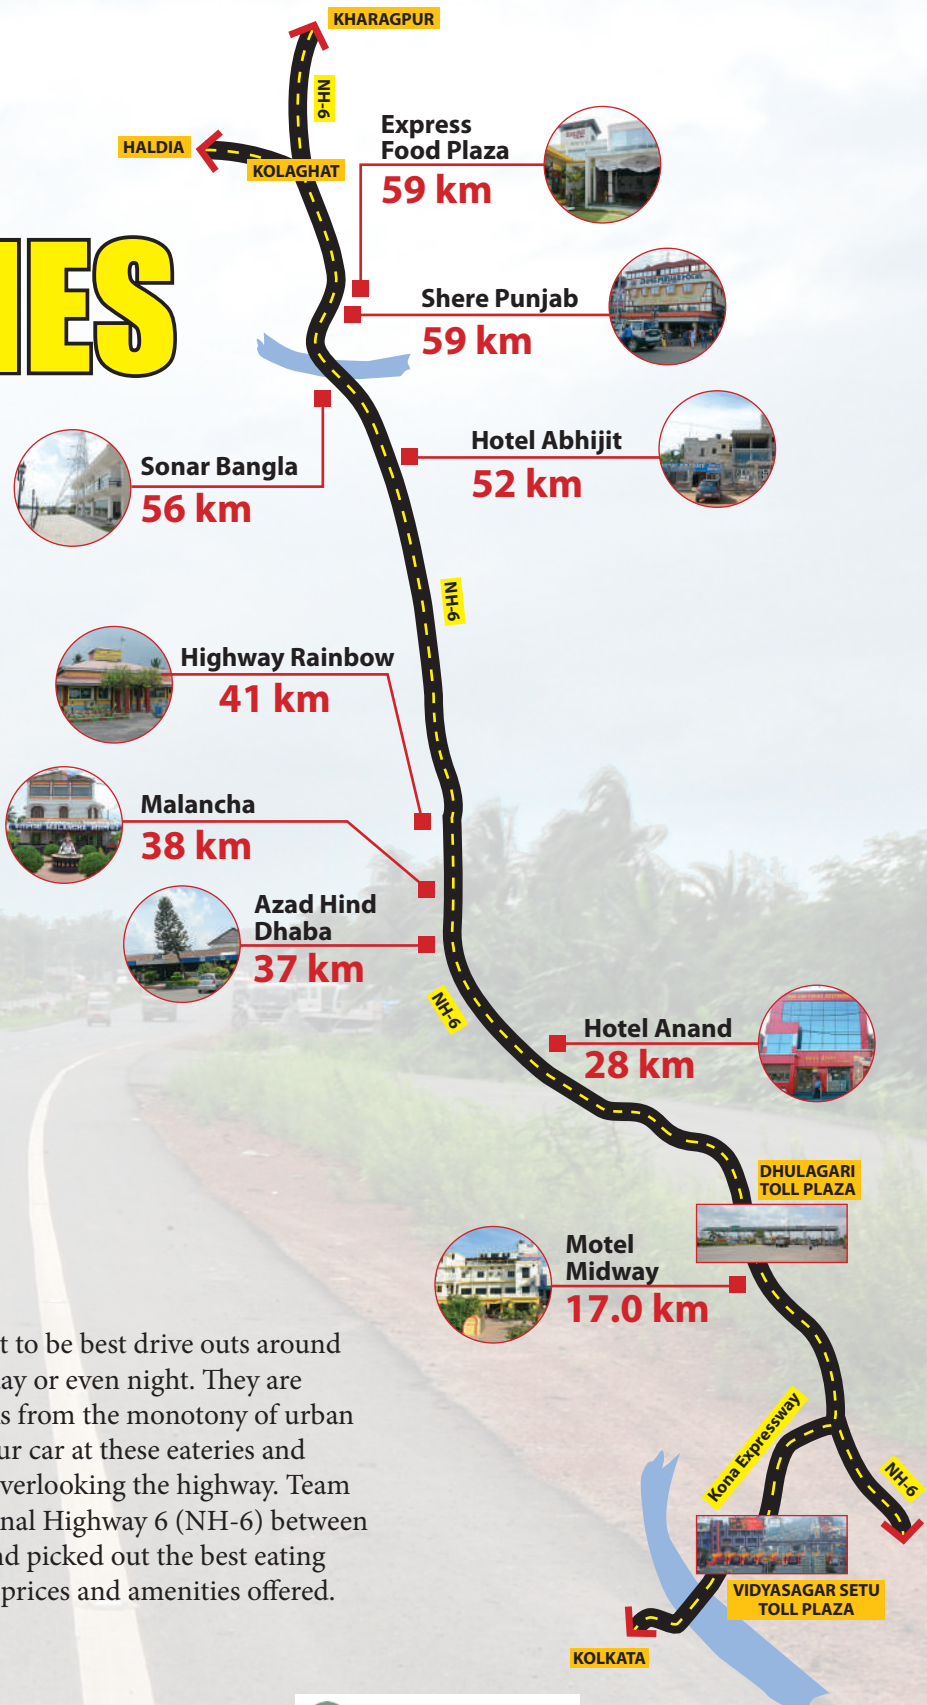 KHARAGPUR
NH-6
HALDIA
KOLAGHAT
Express
Food Plaza
59 km
IES
Shere Punjab
59 km
Hotel Abhijit
52 km
Sonar Bangla
56 km
NH-6
Highway Rainbow
41 km
Malancha
38 km
Azad Hind
Dhaba
37 km
NH-6
Hotel Anand
28 km
DHULAGARI
TOLL PLAZA
Motel
Midway
17.0 km
t to be best drive outs around
ay or even night. They are
s from the monotony of urban
ur car at these eateries and
verlooking the highway. Team
nal Highway 6 (NH-6) between
nd picked out the best eating
prices and amenities offered.
Kona Expressway
NH-6
VIDYASAGAR SETU
TOLL PLAZA
KOLKATA